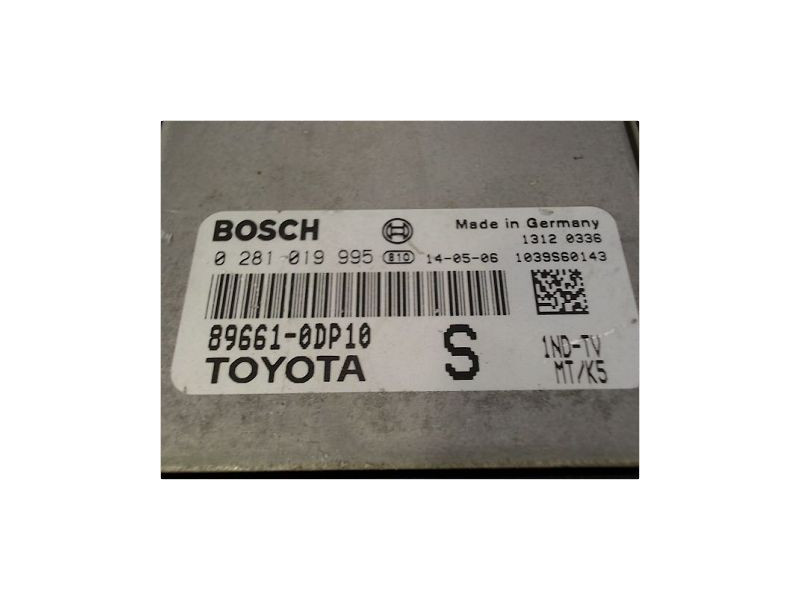 BOSCH Made in Germany
1312 0336
0 281 019 995 810 14-05-06 1039S60143
89661-0DP10 S 1ND-TV
TOYOTA MT/K5